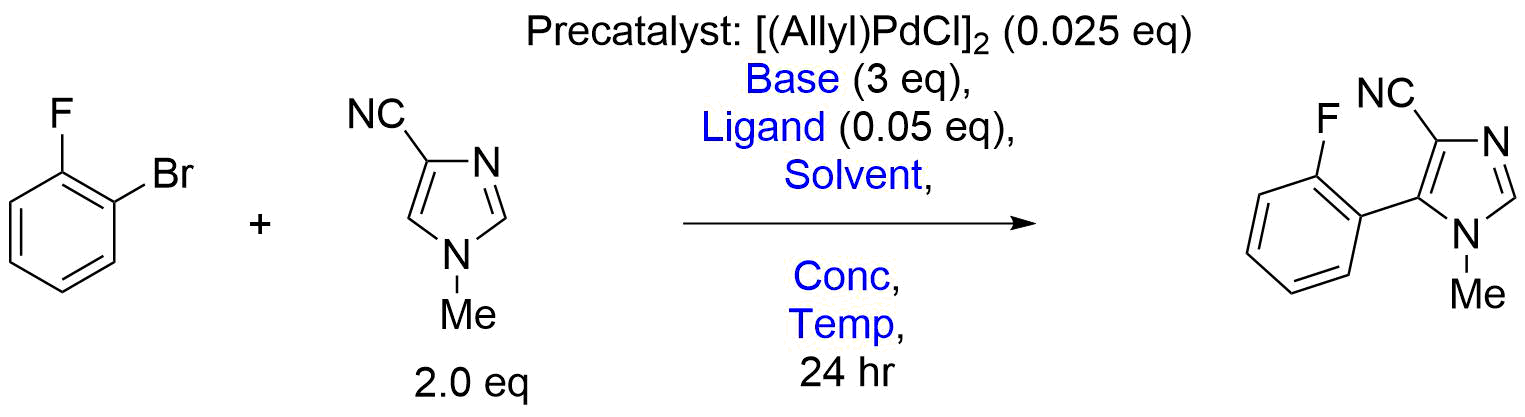 Precatalyst: [(Allyl)PdCl]2 (0.025 eq)
Base (3 eq),
Ligand (0.05 eq),
Solvent,
F
Br
+
NC
N
N
Me
2.0 eq
Conc,
Temp,
24 hr
NC
F
N
N
Me